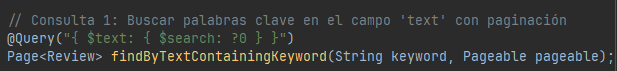 // Consulta 1: Buscar palabras clave en el campo 'text' con paginación
@Query("{ $text: { $search: ?0 } }")
Page<Review> findByTextContainingKeyword(String keyword, Pageable pageable);